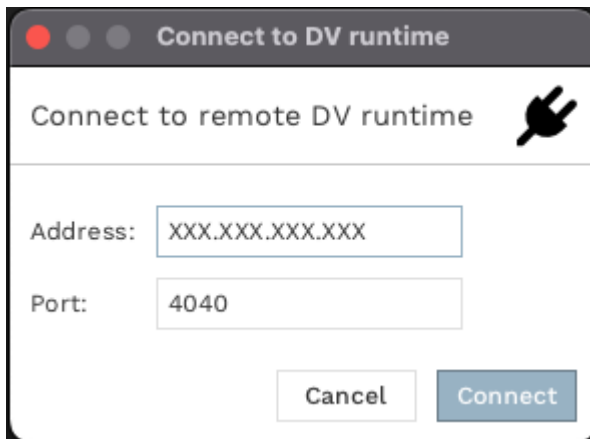 Connect to DV runtime
Connect to remote DV runtime
Address: XXX.XXX.XXX.XXX
Port: 4040
Cancel Connect